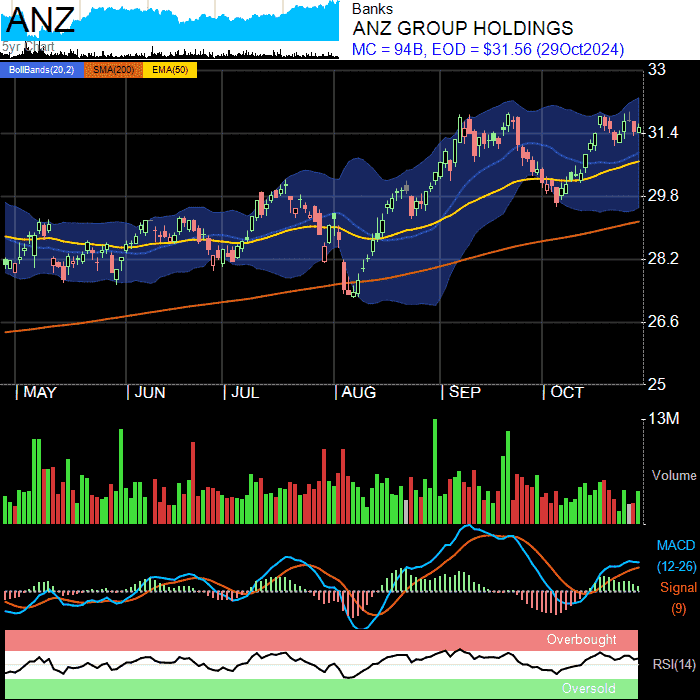 ANZ
5yr Chart
Banks
ANZ GROUP HOLDINGS
MC = 94B, EOD = $31.56 (29Oct2024)
BollBands(20,2) SMA(200) EMA(50)
33
31.4
29.8
28.2
26.6
25
MAY JUN JUL AUG SEP OCT
13M
Volume
MACD
(12-26)
Signal
(9)
Overbought
RSI(14)
Oversold